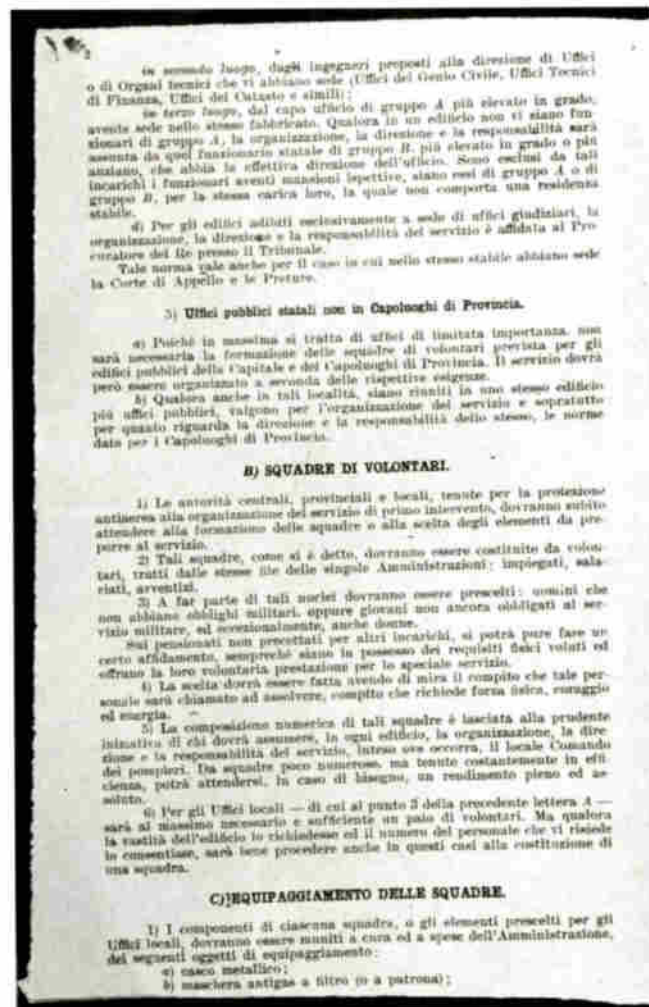 2
in secondo luogo, dagli ingegneri proposti alla direzione di Uffici
o di Organi tecnici che vi abbiano sede (Uffici del Genio Civile, Uffici Tecnici
di Finanza, Uffici del Catasto e simili);
in terzo luogo, del capo ufficio di gruppo A più elevato in grado,
avente sede nello stesso fabbricato. Qualora in un edificio non vi siano fun-
zionari di gruppo A, la organizzazione, la direzione e la responsabilità sarà
assunta da quel funzionario statale di gruppo B, più elevato in grado o più
anziano, che abbia la effettiva direzione dell'ufficio. Sono esclusi da tali
incarichi i funzionari aventi mansioni ispettive, siano essi di gruppo A o di
gruppo B, per la stessa carica loro, la quale non comporta una residenza
stabile.
d) Per gli edifici adibiti esclusivamente a sede di uffici giudiziari, la
organizzazione, la direzione e la responsabilità del servizio è affidata al Pro-
curatore del Re presso il Tribunale.
Tale norma vale anche per il caso in cui nello stesso stabile abbiano sede
la Corte di Appello e le Preture.
3) Uffici pubblici statali non in Capoluoghi di Provincia.
a) Poichè in massima si tratta di uffici di limitata importanza, non
sarà necessaria la formazione delle squadre di volontari prevista per gli
edifici pubblici della Capitale e dei Capoluoghi di Provincia. Il servizio dovrà
però essere organizzato a seconda delle rispettive esigenze.
b) Qualora anche in tali località, siano riuniti in uno stesso edificio
più uffici pubblici, valgono per l'organizzazione del servizio e sopratutto
per quanto riguarda la direzione e la responsabilità dello stesso, le norme
date per i Capoluoghi di Provincia.
B) SQUADRE DI VOLONTARI.
1) Le autorità centrali, provinciali e locali, tenute per la protezione
antiaerea alla organizzazione del servizio di primo intervento, dovranno subito
attendere alla formazione delle squadre o alla scelta degli elementi da pre-
porre al servizio.
2) Tali squadre, come si è detto, dovranno essere costituite da volon-
tari, tratti dalle stesse file delle singole Amministrazioni: impiegati, sala-
riati, avventizi.
3) A far parte di tali nuclei dovranno essere prescelti: uomini che
non abbiano obblighi militari, oppure giovani non ancora obbligati al ser-
vizio militare, ed eccezionalmente, anche donne.
Sui pensionati non precettati per altri incarichi, si potrà pure fare un
certo affidamento, sempreché siano in possesso dei requisiti fisici voluti ed
offrano la loro volontaria prestazione per lo speciale servizio.
4) La scelta dovrà essere fatta avendo di mira il compito che tale per-
sonale sarà chiamato ad assolvere, compito che richiede forza fisica, coraggio
ed energia.
5) La composizione numerica di tali squadre è lasciata alla prudente
iniziativa di chi dovrà assumere, in ogni edificio, la organizzazione, la dire-
zione e la responsabilità del servizio, inteso ove occorra, il locale Comando
dei pompieri. Da squadre poco numerose, ma tenute costantemente in effi-
cienza, potrà attendersi, in caso di bisogno, un rendimento pieno ed as-
soluto.
6) Per gli Uffici locali — di cui al punto 3 della precedente lettera A —
sarà al massimo necessario e sufficiente un paio di volontari. Ma qualora
la vastità dell'edificio lo richiedesse ed il numero del personale che vi risiede
lo consentisse, sarà bene procedere anche in questi casi alla costituzione di
una squadra.
C) EQUIPAGGIAMENTO DELLE SQUADRE.
1) I componenti di ciascuna squadra, o gli elementi prescelti per gli
Uffici locali, dovranno essere muniti a cura ed a spese dell'Amministrazione,
dei seguenti oggetti di equipaggiamento:
a) casco metallico;
b) maschera antigas a filtro (o a patrona);